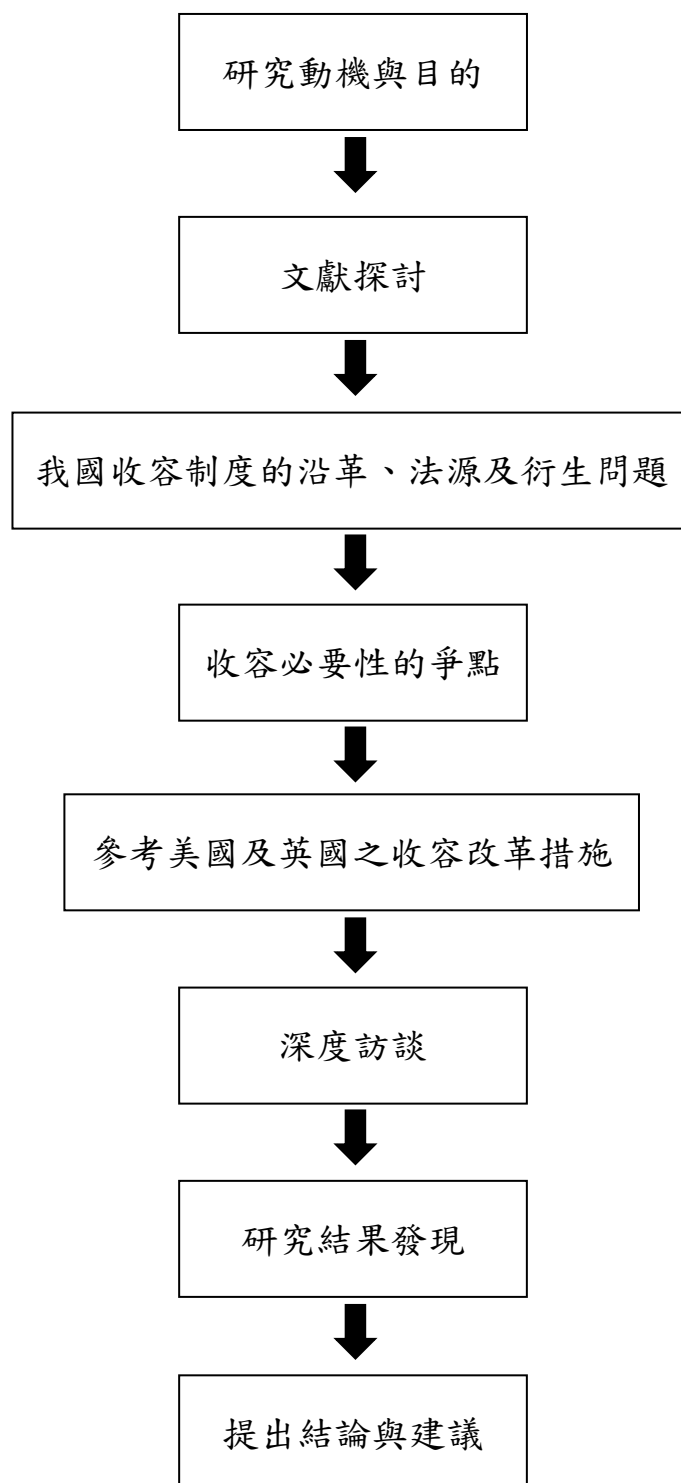 研究動機與目的
文獻探討
我國收容制度的沿革、法源及衍生問題
收容必要性的爭點
參考美國及英國之收容改革措施
深度訪談
研究結果發現
提出結論與建議